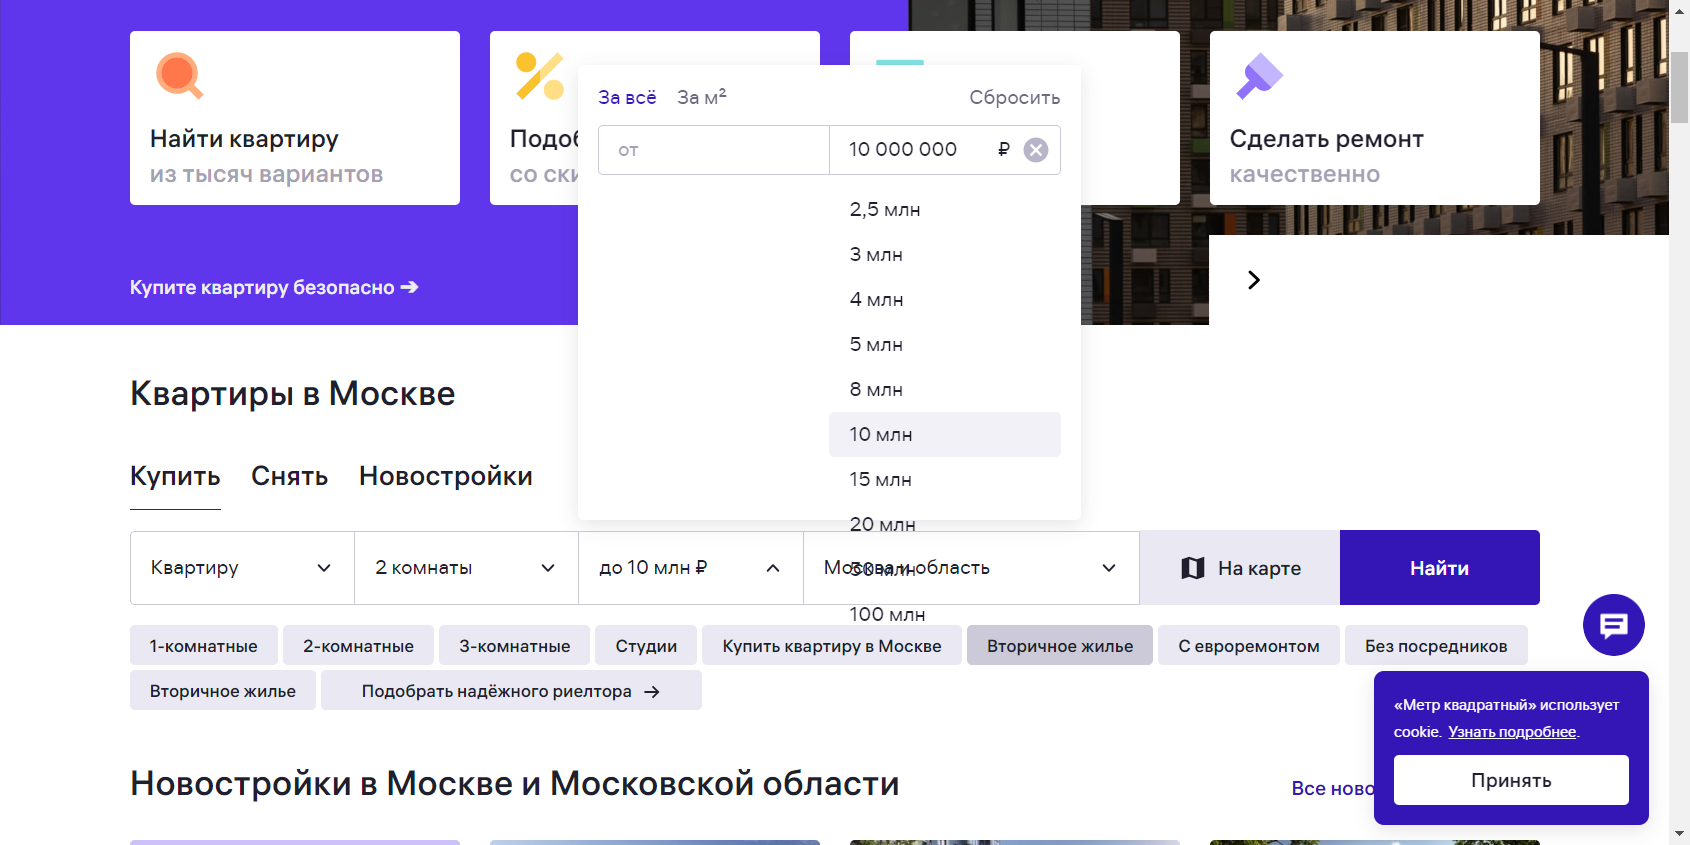 Найти квартиру
из тысяч вариантов
Подоб
со ски
Сделать ремонт
качественно
За всё За м² Сбросить
от 10 000 000 ₽
2,5 млн
3 млн
4 млн
5 млн
8 млн
10 млн
15 млн
20 млн
50 млн
100 млн
Купите квартиру безопасно →
Квартиры в Москве
Купить Снять Новостройки
Квартиру 2 комнаты до 10 млн ₽ Москва и область На карте Найти
1-комнатные 2-комнатные 3-комнатные Студии Купить квартиру в Москве Вторичное жилье С евроремонтом Без посредников
Вторичное жилье Подобрать надёжного риелтора →
Новостройки в Москве и Московской области
Все ново
«Метр квадратный» использует
cookie. Узнать подробнее.
Принять